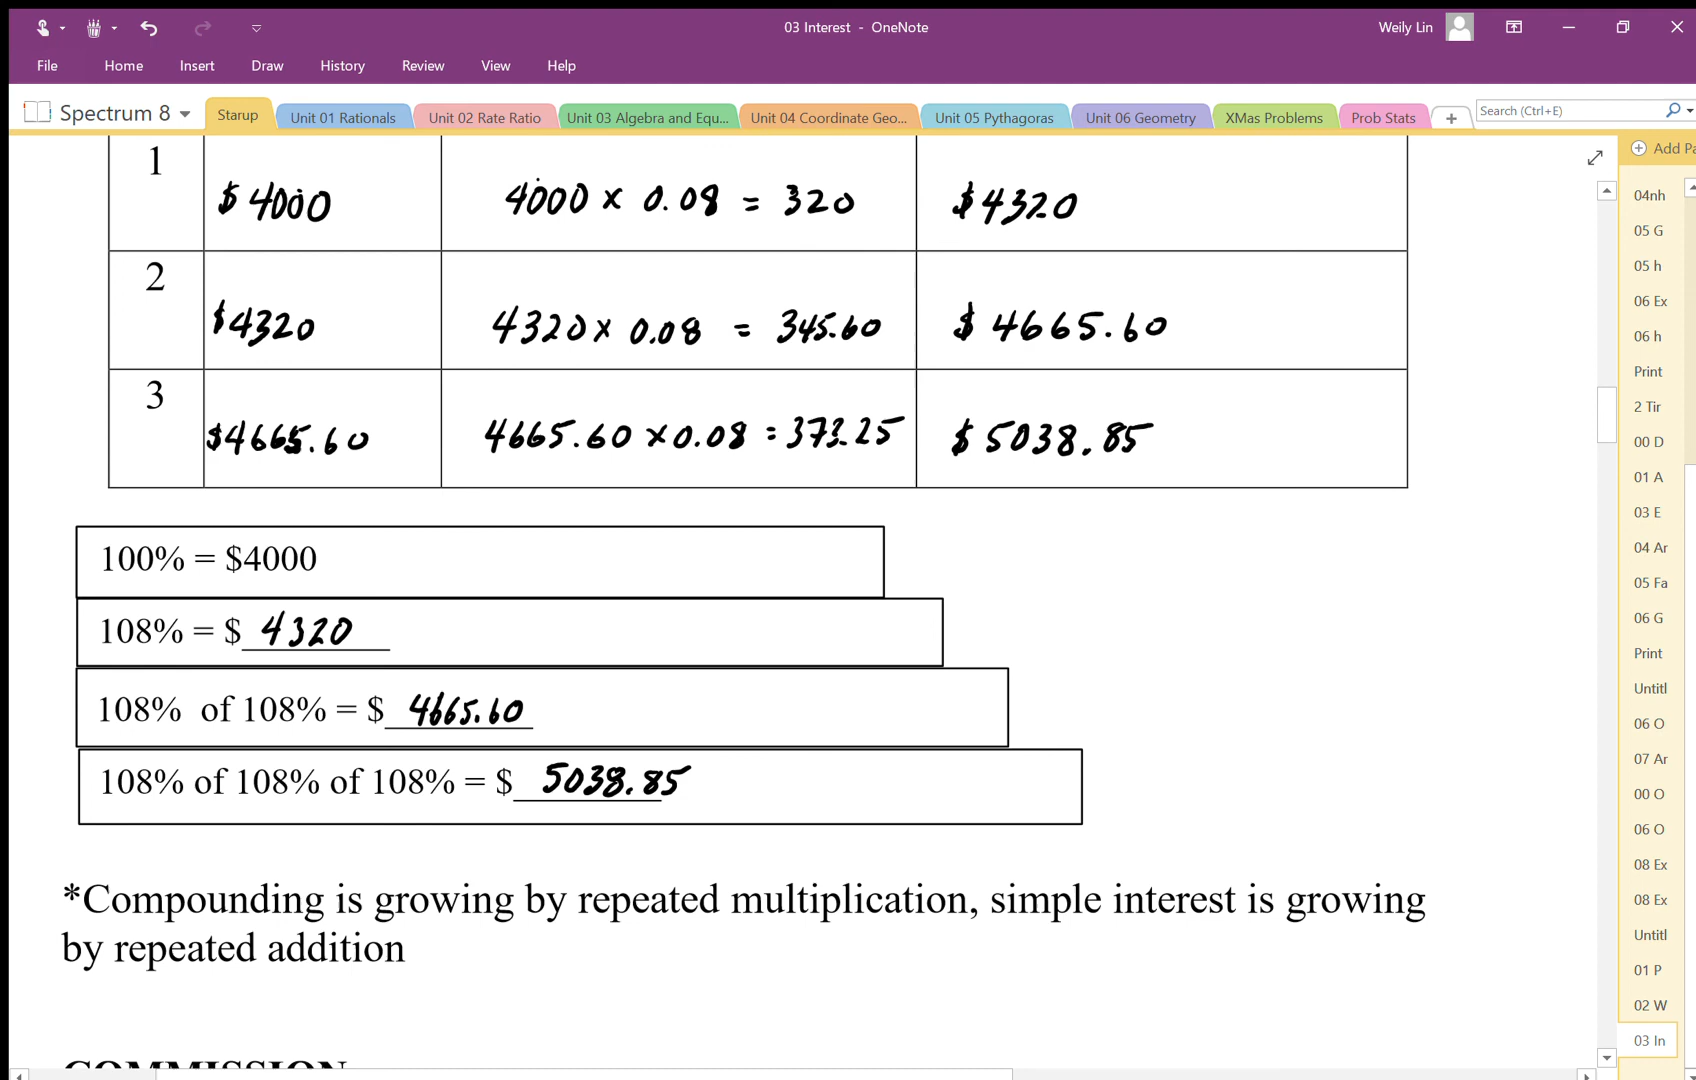 03 Interest - OneNote
Weily Lin
File Home Insert Draw History Review View Help
Spectrum 8 Starup Unit 01 Rationals Unit 02 Rate Ratio Unit 03 Algebra and Equ... Unit 04 Coordinate Geo... Unit 05 Pythagoras Unit 06 Geometry XMas Problems Prob Stats + Search (Ctrl+E)
1 $4000 4000 x 0.08 = 320 $4320
2 $4320 4320 x 0.08 = 345.60 $4665.60
3 $4665.60 4665.60 x 0.08 = 373.25 $5038.85
100% = $4000
108% = $ 4320
108% of 108% = $ 4665.60
108% of 108% of 108% = $ 5038.85
*Compounding is growing by repeated multiplication, simple interest is growing
by repeated addition
COMMISSION
Add Pa
04nh
05 G
05 h
06 Ex
06 h
Print
2 Tir
00 D
01 A
03 E
04 Ar
05 Fa
06 G
Print
Untitl
06 O
07 Ar
00 O
06 O
08 Ex
08 Ex
Untitl
01 P
02 W
03 In